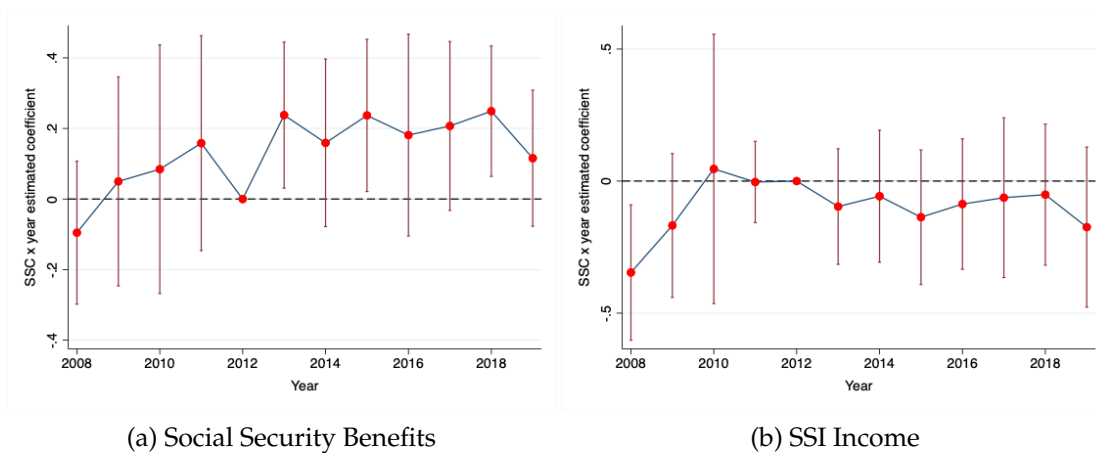 SSC x year estimated coefficient
.4
.2
0
-.2
-.4
2008 2010 2012 2014 2016 2018
Year
(a) Social Security Benefits
SSC x year estimated coefficient
.5
0
-.5
2008 2010 2012 2014 2016 2018
Year
(b) SSI Income